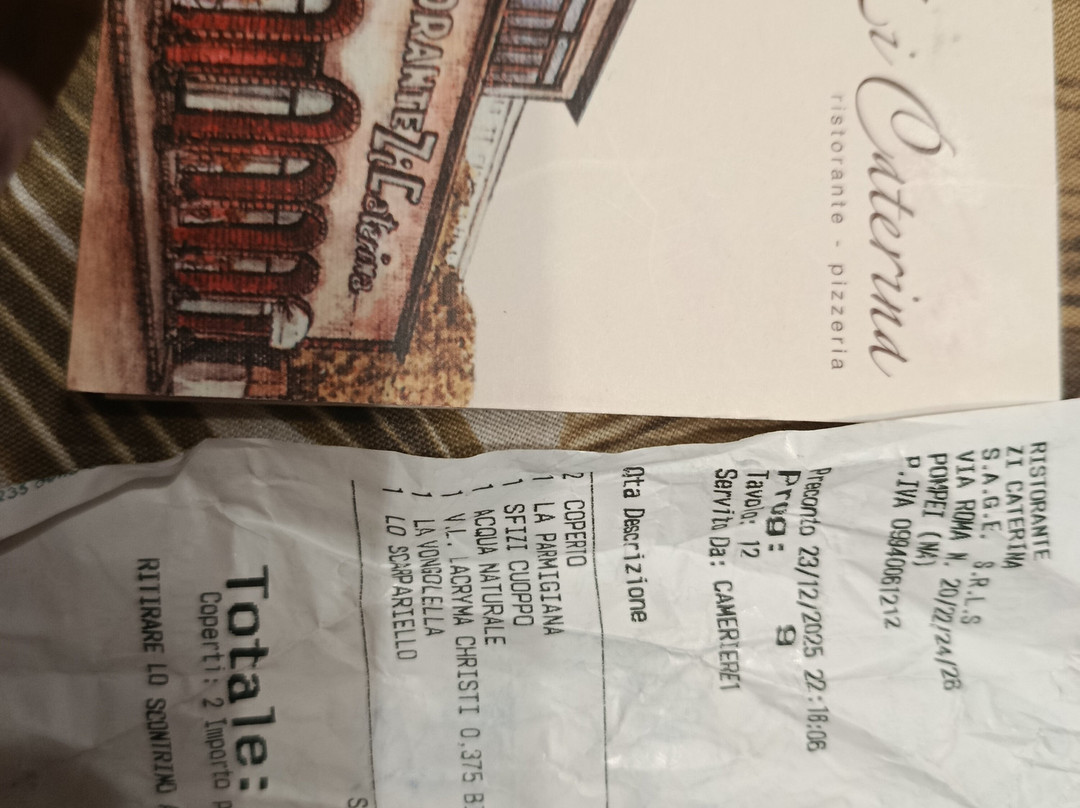 Zi Caterina
ristorante - pizzeria
ZiCaterina
RISTORANTE
ZI CATERINA
S.A.G.E. S.R.L.S
VIA ROMA N. 20/22/24/26
POMPEI (NA)
P.IVA 09940061212
Preconto 23/12/2025 22:16:06
Prog: 9
Tavolo: 12
Servito Da: CAMERIERE1
Qta Descrizione
2 COPERTO
1 LA PARMIGIANA
1 SFIZI CUOPPO
1 ACQUA NATURALE
1 V.L. LACRYMA CHRISTI 0.375 B
1 LA VONGOLELLA
1 LO SCARPARIELLO
Totale:
Coperti: 2 Importo
RITIRARE LO SCONTRINO